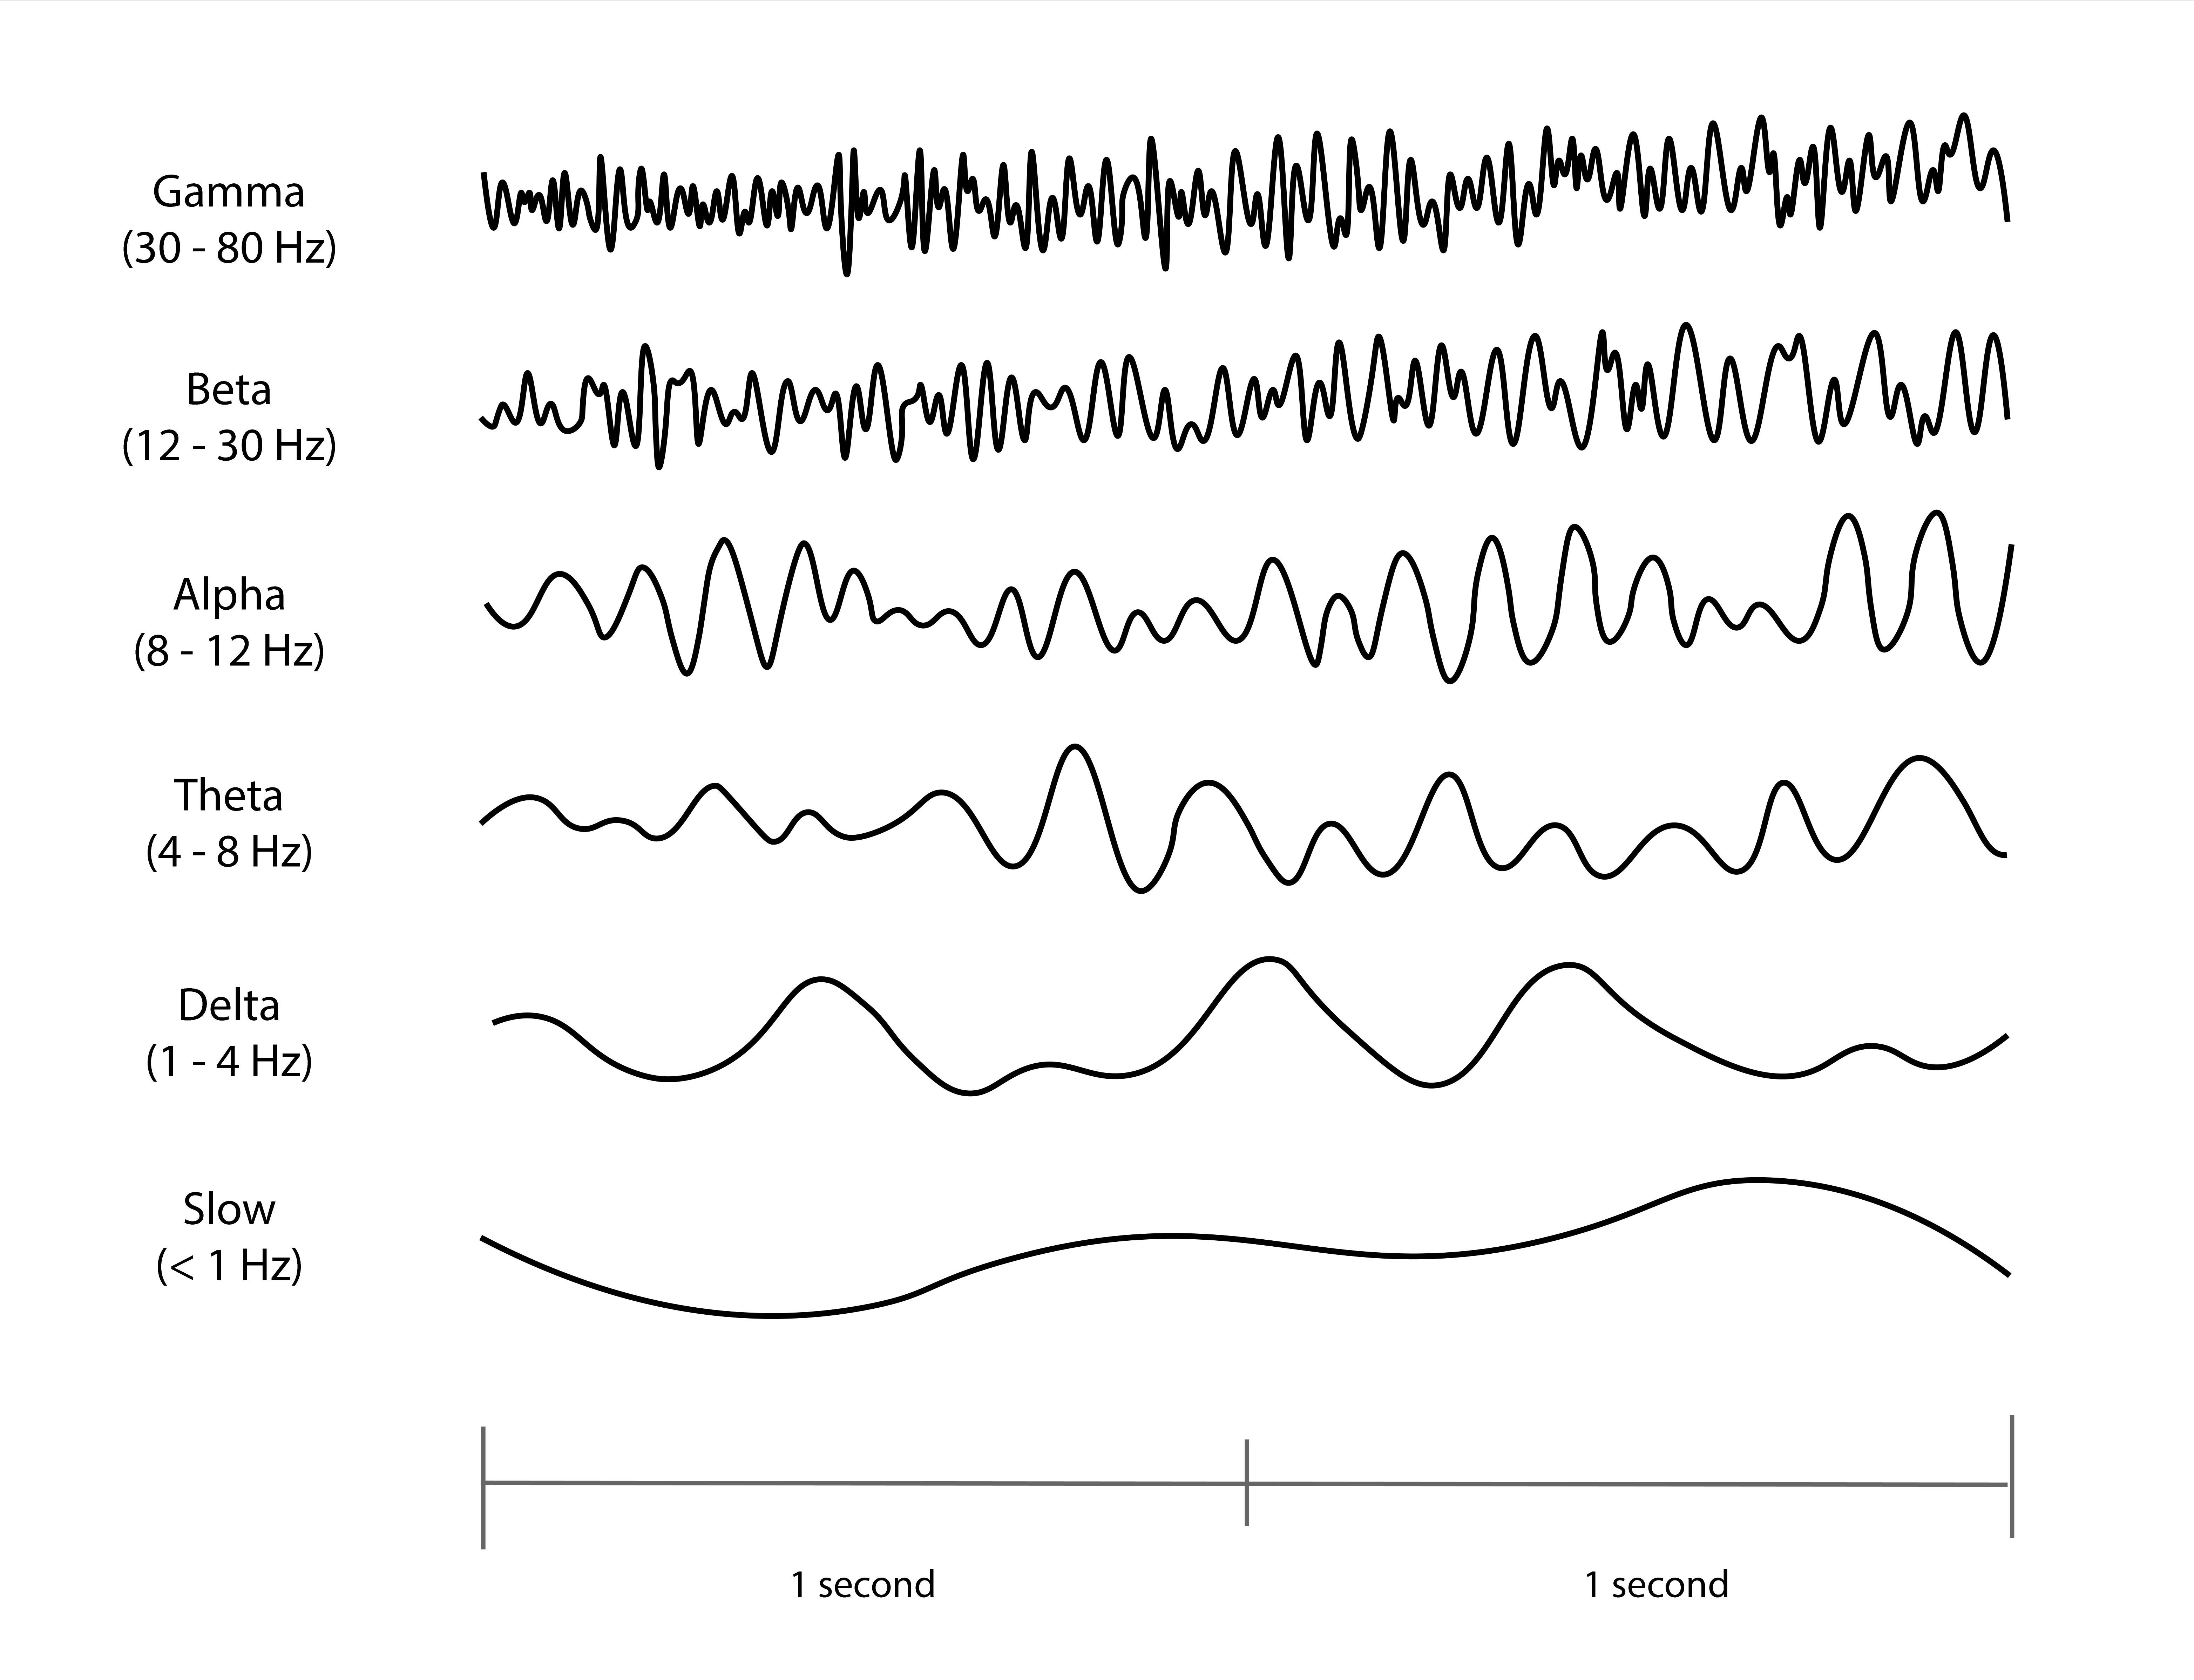 Gamma
(30 - 80 Hz)
Beta
(12 - 30 Hz)
Alpha
(8 - 12 Hz)
Theta
(4 - 8 Hz)
Delta
(1 - 4 Hz)
Slow
(< 1 Hz)
1 second
1 second